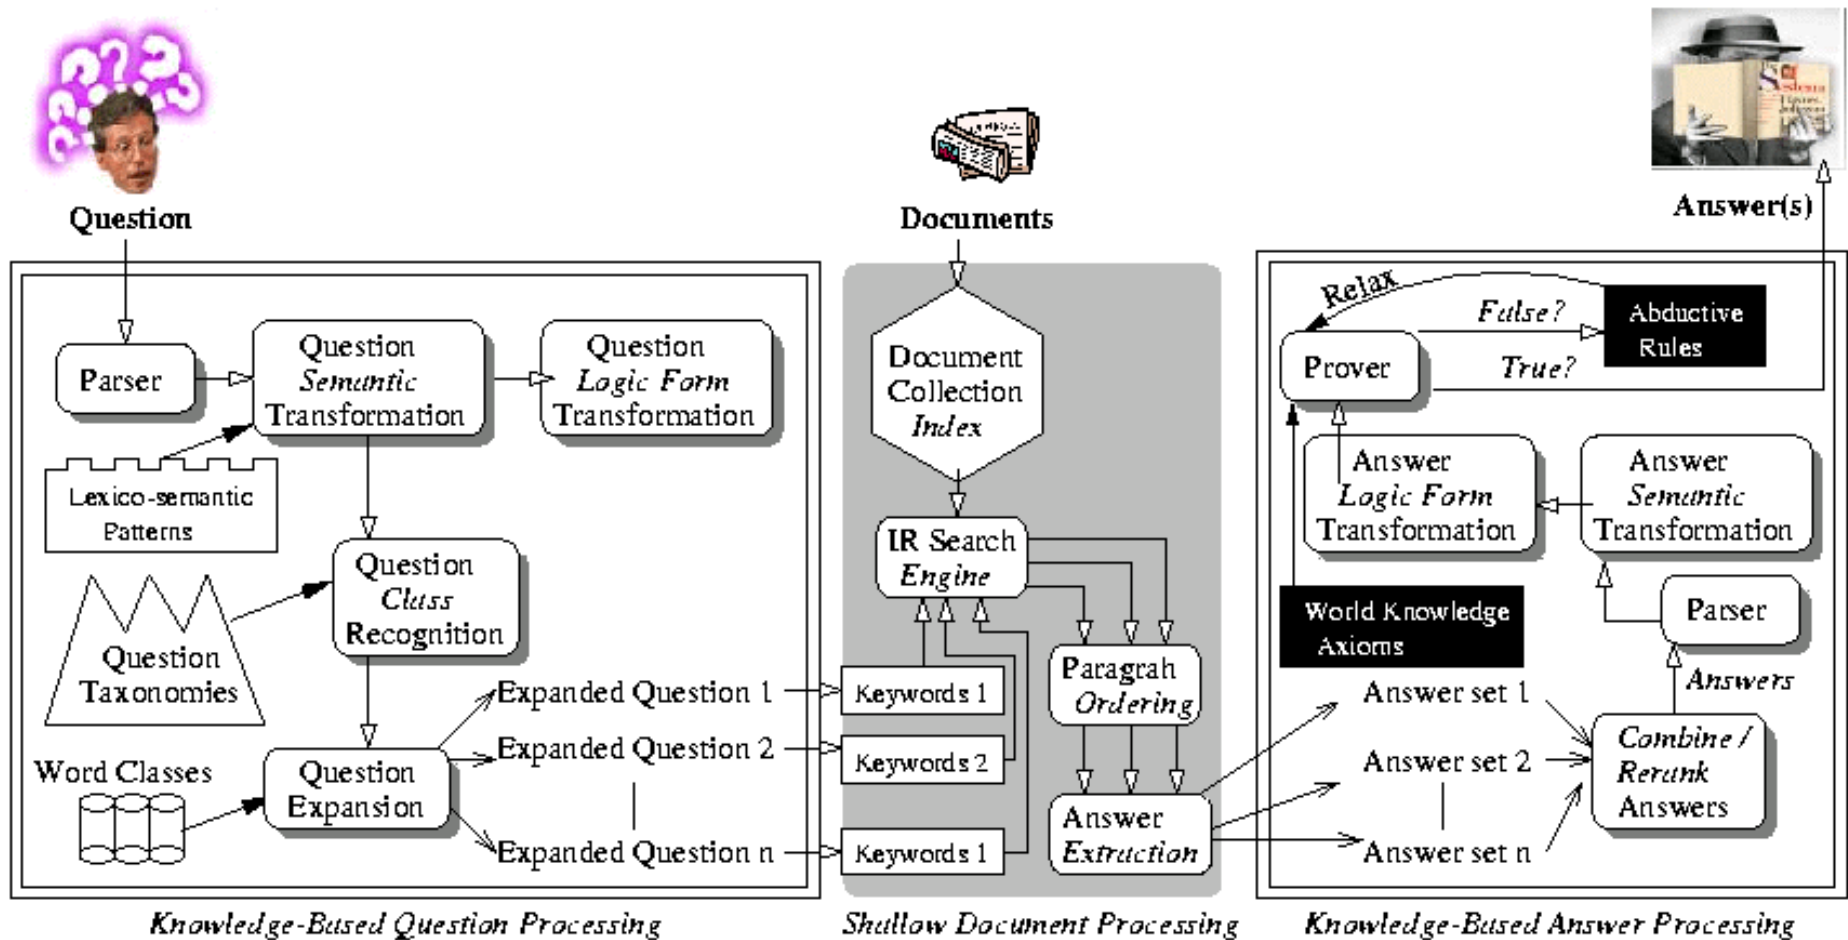 Question
Documents
Answer(s)
Parser
Question
Semantic
Transformation
Question
Logic Form
Transformation
Lexico-semantic
Patterns
Question
Class
Recognition
Question
Taxonomies
Word Classes
Question
Expansion
Expanded Question 1
Expanded Question 2
Expanded Question n
Knowledge-Based Question Processing
Document
Collection
Index
IR Search
Engine
Keywords 1
Keywords 2
Keywords 1
Paragrah
Ordering
Answer
Extraction
Shallow Document Processing
Relax
False?
True?
Abductive
Rules
Prover
Answer
Logic Form
Transformation
Answer
Semantic
Transformation
World Knowledge
Axioms
Parser
Answers
Answer set 1
Answer set 2
Answer set n
Combine /
Rerank
Answers
Knowledge-Based Answer Processing